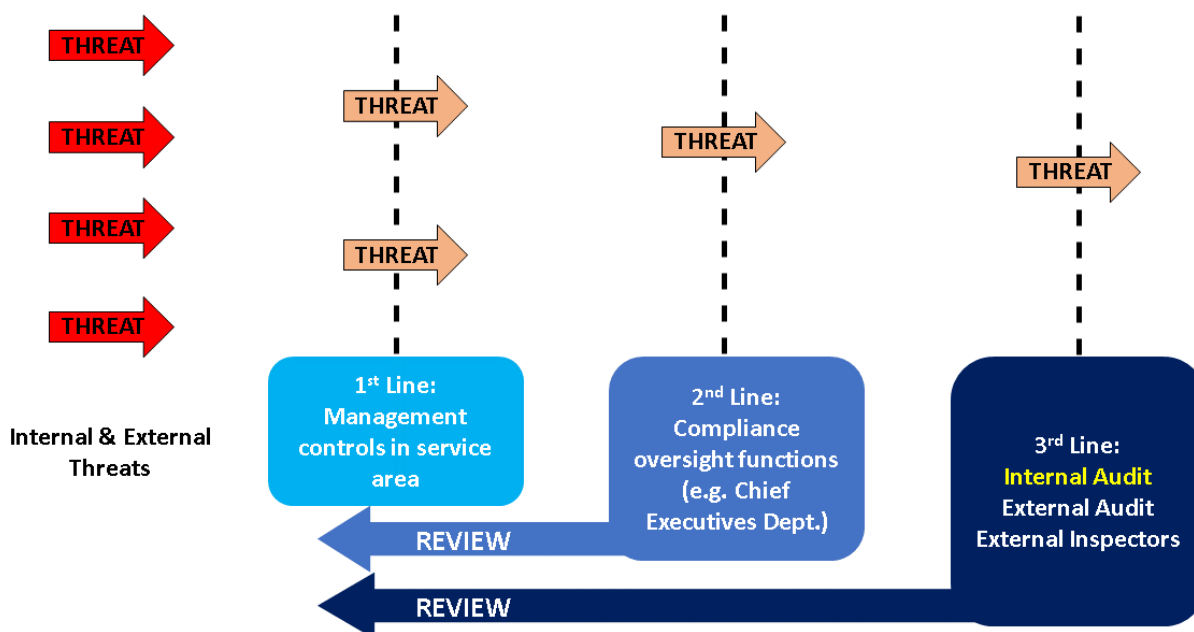 THREAT
THREAT
THREAT
THREAT
THREAT
THREAT
THREAT
THREAT
Internal & External
Threats
1st Line:
Management
controls in service
area
2nd Line:
Compliance
oversight functions
(e.g. Chief
Executives Dept.)
3rd Line:
Internal Audit
External Audit
External Inspectors
REVIEW
REVIEW